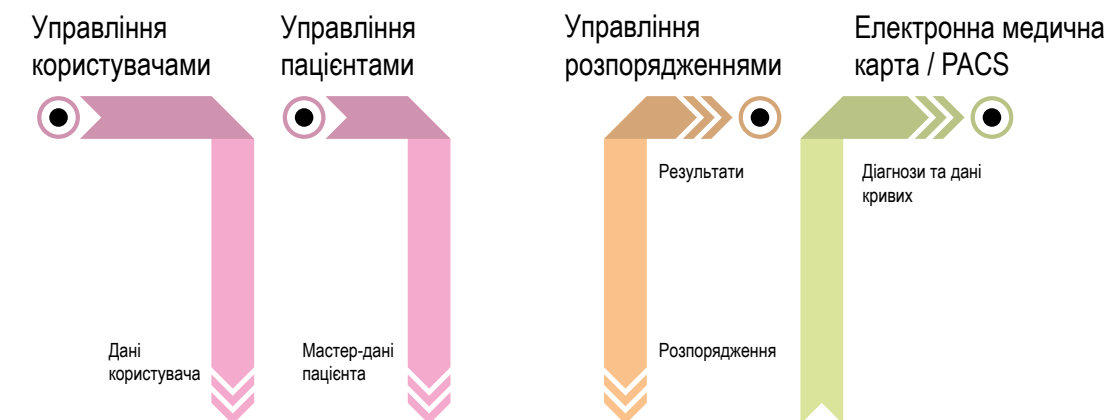 Управління
користувачами
Управління
пацієнтами
Управління
розпорядженнями
Електронна медична
карта / PACS
Результати
Діагнози та дані
кривих
Дані
користувача
Мастер-дані
пацієнта
Розпорядження